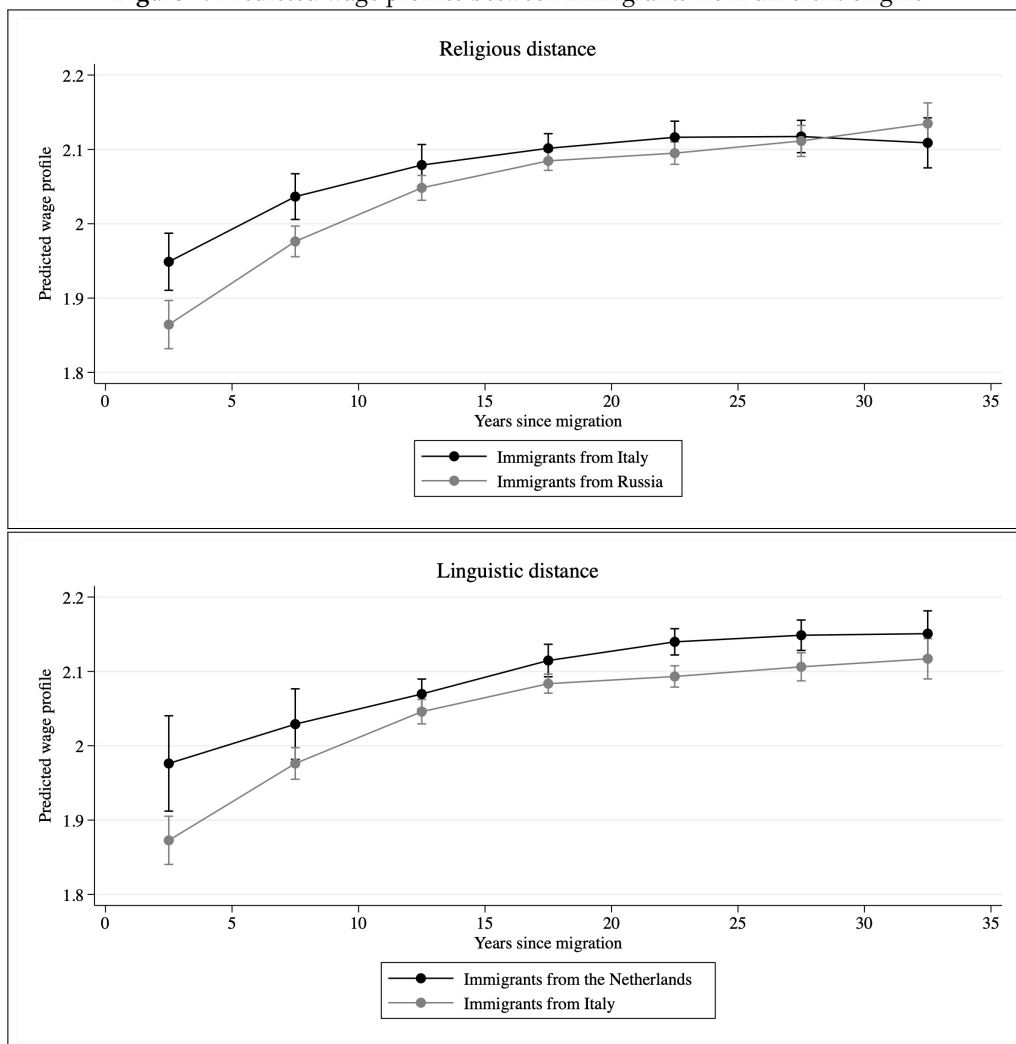 Religious distance
2.2
2.1
2
1.9
1.8
Predicted wage profile
0 5 10 15 20 25 30 35
Years since migration
Immigrants from Italy
Immigrants from Russia
Linguistic distance
2.2
2.1
2
1.9
1.8
Predicted wage profile
0 5 10 15 20 25 30 35
Years since migration
Immigrants from the Netherlands
Immigrants from Italy